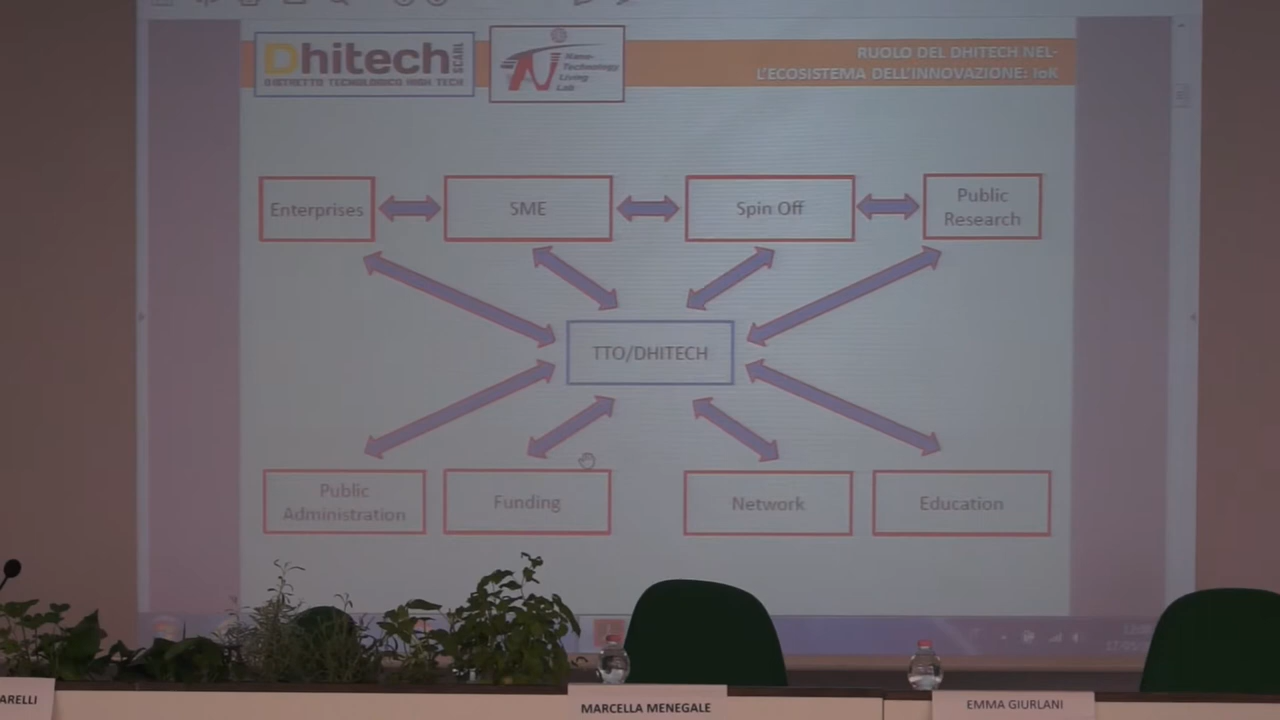 Dhitech SCARL
DISTRETTO TECNOLOGICO HIGH TECH
Nano-
Technology
Living
Lab
RUOLO DEL DHITECH NEL-
L'ECOSISTEMA DELL'INNOVAZIONE: IoK
Enterprises
SME
Spin Off
Public
Research
TTO/DHITECH
Public
Administration
Funding
Network
Education
ARELLI
MARCELLA MENEGALE
EMMA GIURLANI